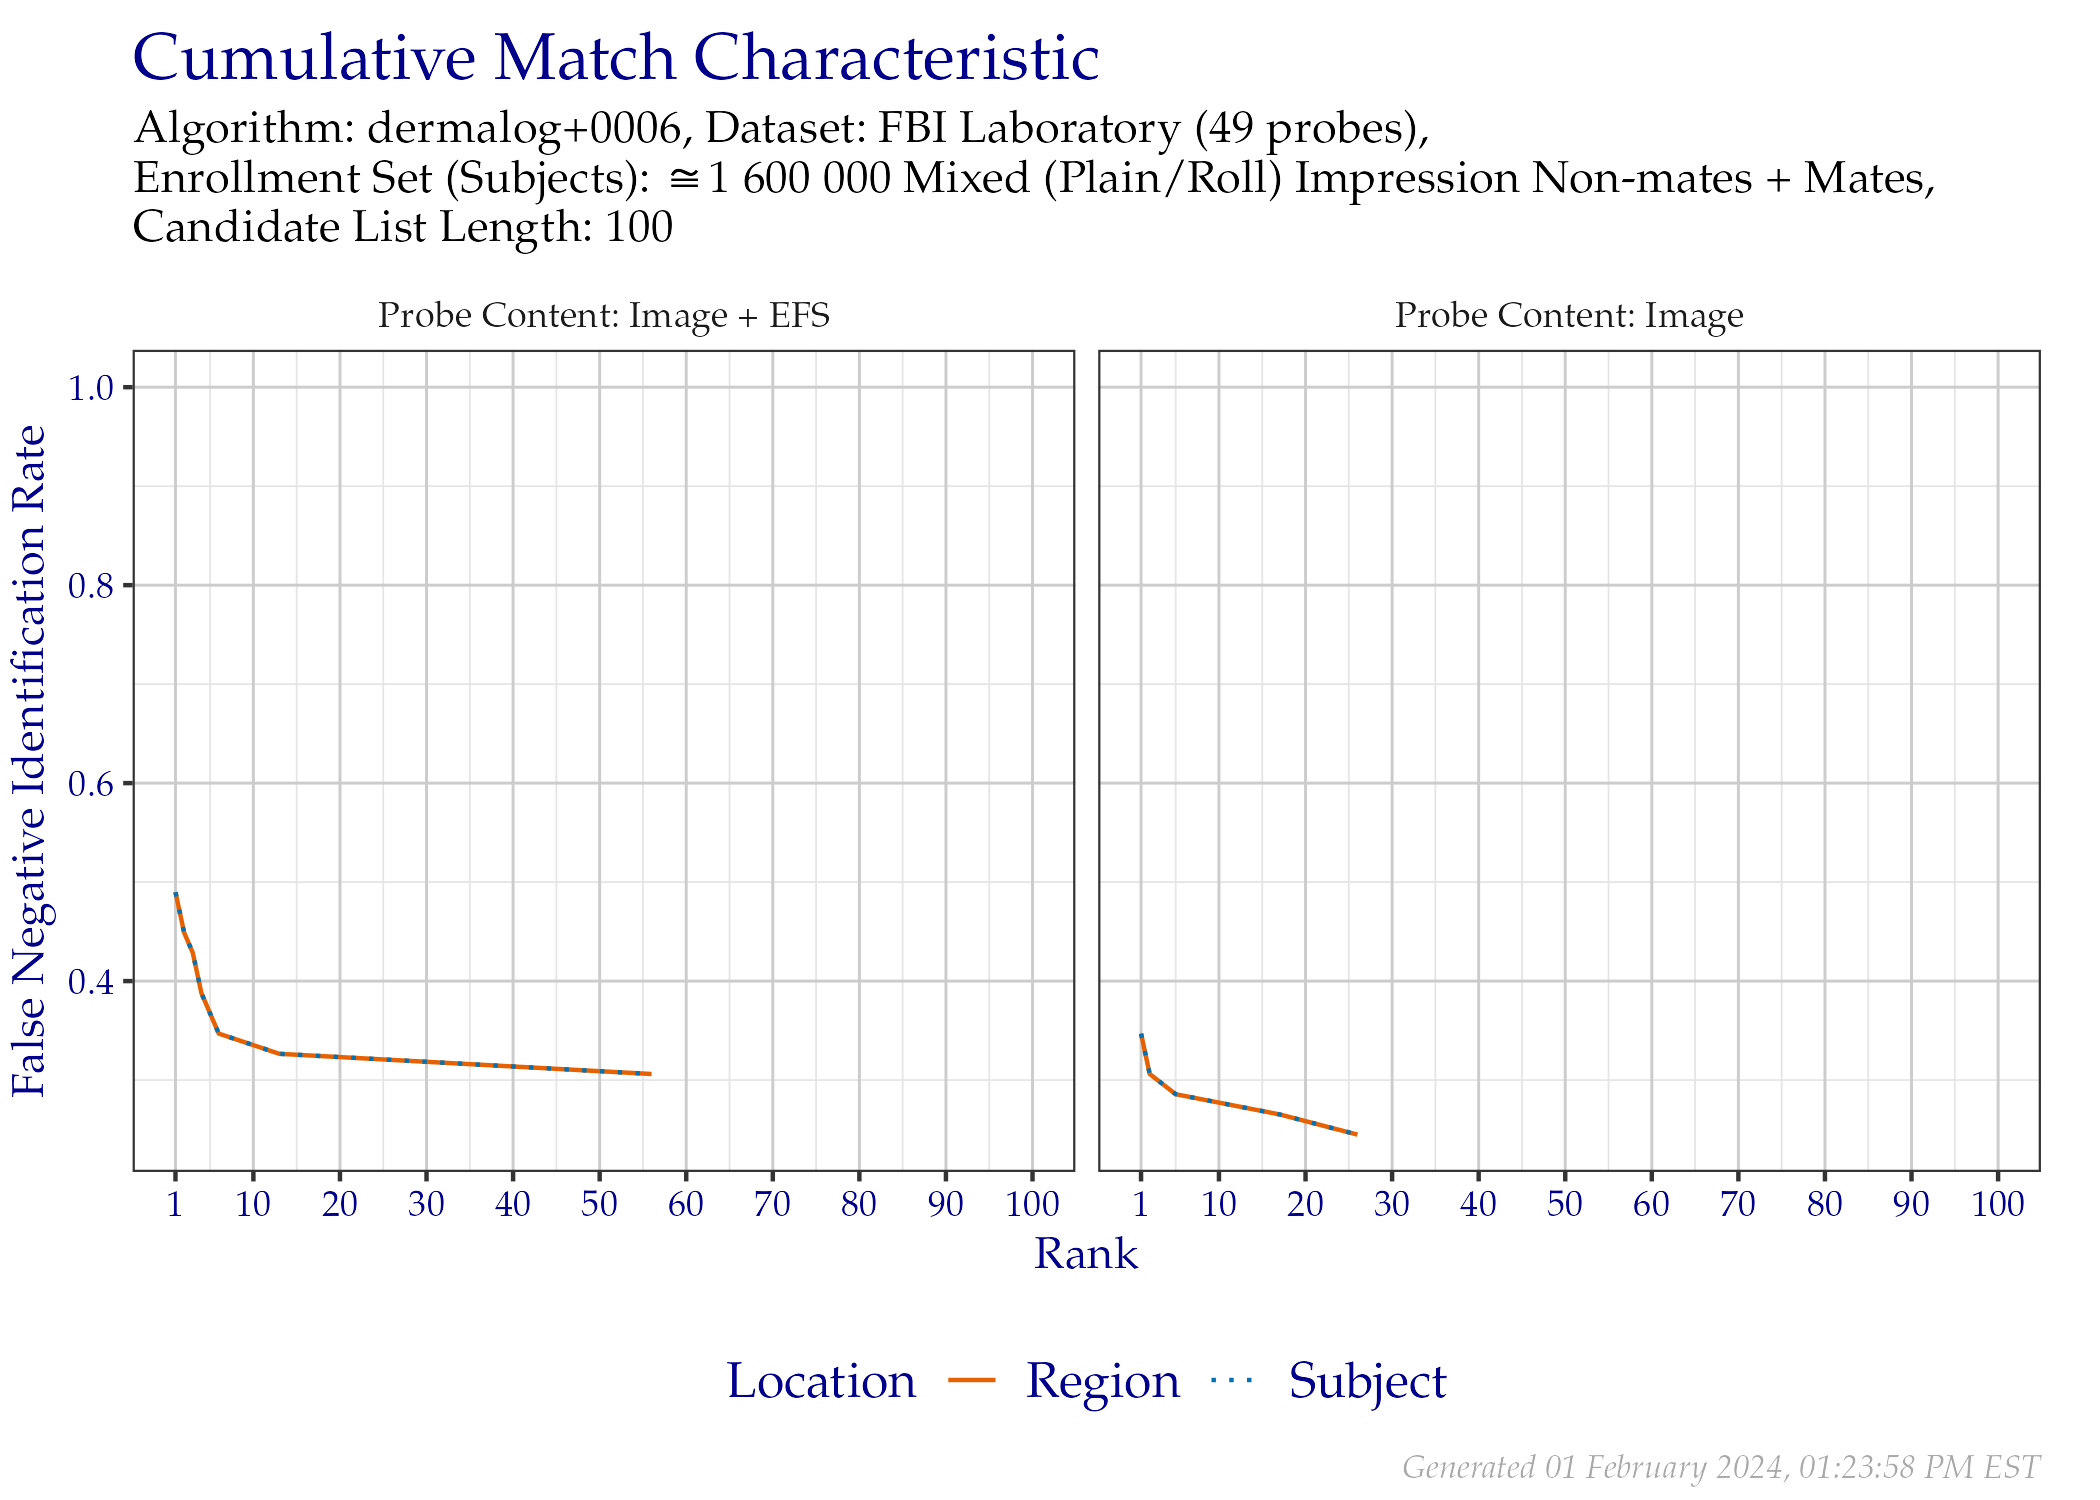 Cumulative Match Characteristic
Algorithm: dermalog+0006, Dataset: FBI Laboratory (49 probes),
Enrollment Set (Subjects): ≅1 600 000 Mixed (Plain/Roll) Impression Non-mates + Mates,
Candidate List Length: 100
Probe Content: Image + EFS
Probe Content: Image
False Negative Identification Rate
1.0
0.8
0.6
0.4
1 10 20 30 40 50 60 70 80 90 100
1 10 20 30 40 50 60 70 80 90 100
Rank
Location Region Subject
Generated 01 February 2024, 01:23:58 PM EST